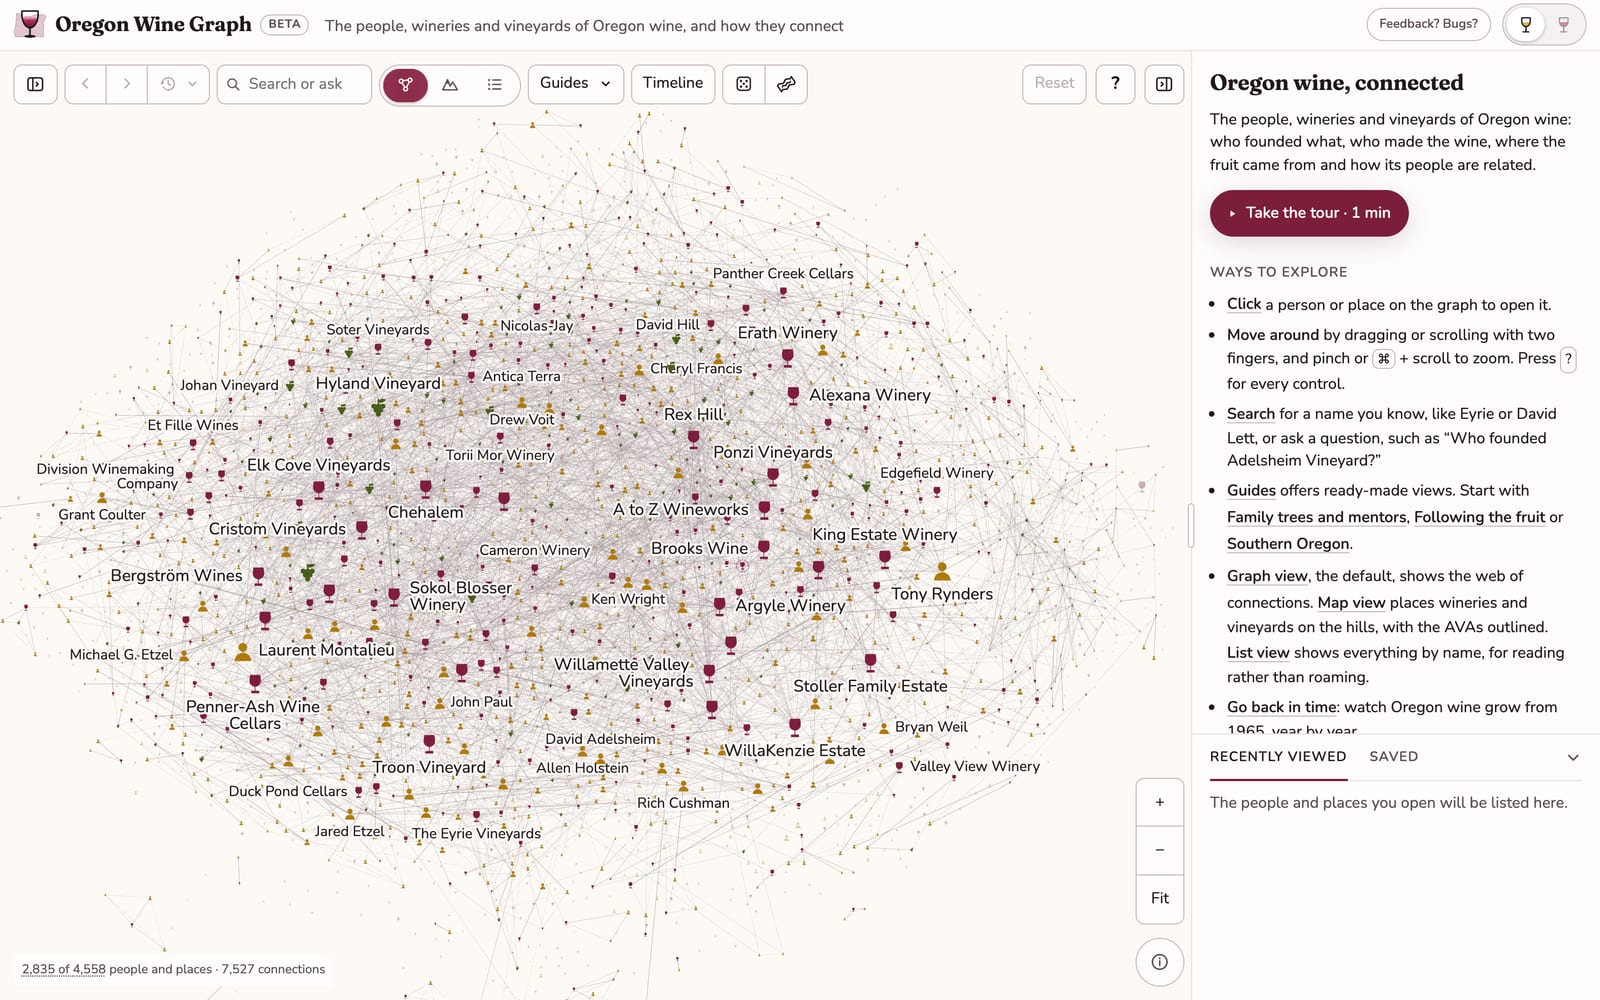 Oregon Wine Graph
BETA
The people, wineries and vineyards of Oregon wine, and how they connect
Feedback? Bugs?
Search or ask
Guides
Timeline
Reset
?
Panther Creek Cellars
Soter Vineyards
Nicolas-Jay
David Hill
Erath Winery
Johan Vineyard
Hyland Vineyard
Antica Terra
Cheryl Francis
Alexana Winery
Et Fille Wines
Drew Voit
Rex Hill
Torii Mor Winery
Ponzi Vineyards
Division Winemaking
Company
Elk Cove Vineyards
Edgefield Winery
Grant Coulter
Chehalem
A to Z Wineworks
Cristom Vineyards
King Estate Winery
Cameron Winery
Brooks Wine
Bergström Wines
Sokol Blosser
Winery
Ken Wright
Argyle Winery
Tony Rynders
Michael G. Etzel
Laurent Montalieu
Willamette Valley
Vineyards
Stoller Family Estate
Penner-Ash Wine
Cellars
John Paul
Bryan Weil
David Adelsheim
WillaKenzie Estate
Troon Vineyard
Allen Holstein
Valley View Winery
Duck Pond Cellars
Rich Cushman
Jared Etzel
The Eyrie Vineyards
+
−
Fit
2,835 of 4,558 people and places · 7,527 connections
Oregon wine, connected
The people, wineries and vineyards of Oregon wine:
who founded what, who made the wine, where the
fruit came from and how its people are related.
Take the tour · 1 min
WAYS TO EXPLORE
• Click a person or place on the graph to open it.
• Move around by dragging or scrolling with two
fingers, and pinch or ⌘ + scroll to zoom. Press ?
for every control.
• Search for a name you know, like Eyrie or David
Lett, or ask a question, such as “Who founded
Adelsheim Vineyard?”
• Guides offers ready-made views. Start with
Family trees and mentors, Following the fruit or
Southern Oregon.
• Graph view, the default, shows the web of
connections. Map view places wineries and
vineyards on the hills, with the AVAs outlined.
List view shows everything by name, for reading
rather than roaming.
• Go back in time: watch Oregon wine grow from
1965, year by year.
RECENTLY VIEWED
SAVED
The people and places you open will be listed here.